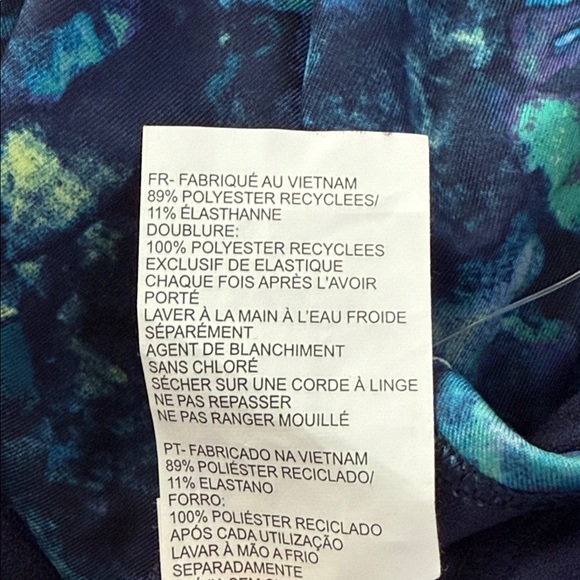 FR- FABRIQUÉ AU VIETNAM
89% POLYESTER RECYCLEES/
11% ÉLASTHANNE
DOUBLURE:
100% POLYESTER RECYCLEES
EXCLUSIF DE ELASTIQUE
CHAQUE FOIS APRÈS L'AVOIR
PORTÉ
LAVER À LA MAIN À L'EAU FROIDE
SÉPARÉMENT
AGENT DE BLANCHIMENT
SANS CHLORÉ
SÉCHER SUR UNE CORDE À LINGE
NE PAS REPASSER
NE PAS RANGER MOUILLÉ
PT- FABRICADO NA VIETNAM
89% POLIÉSTER RECICLADO/
11% ELASTANO
FORRO:
100% POLIÉSTER RECICLADO
APÓS CADA UTILIZAÇÃO
LAVAR À MÃO A FRIO
SEPARADAMENTE